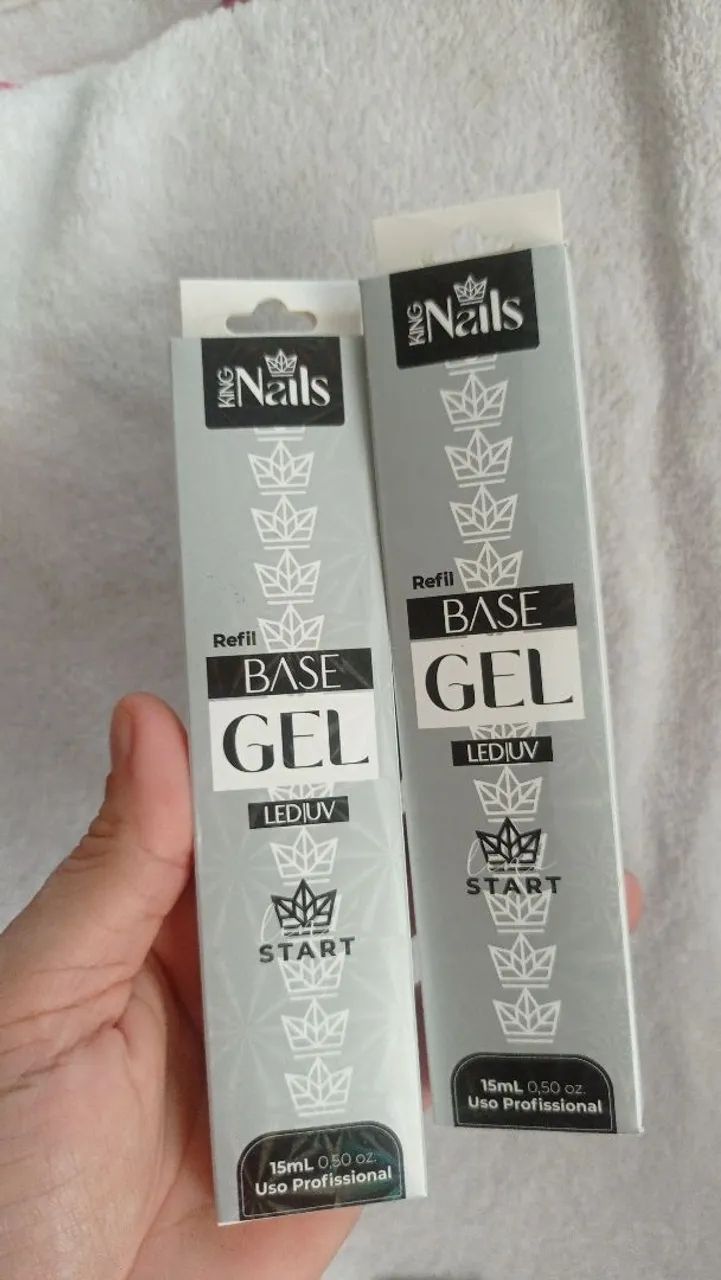 KING Nails
Refil
BASE
GEL
LED|UV
START
15mL 0,50 oz.
Uso Profissional
KING Nails
Refil
BASE
GEL
LED|UV
START
15mL 0,50 oz.
Uso Profissional